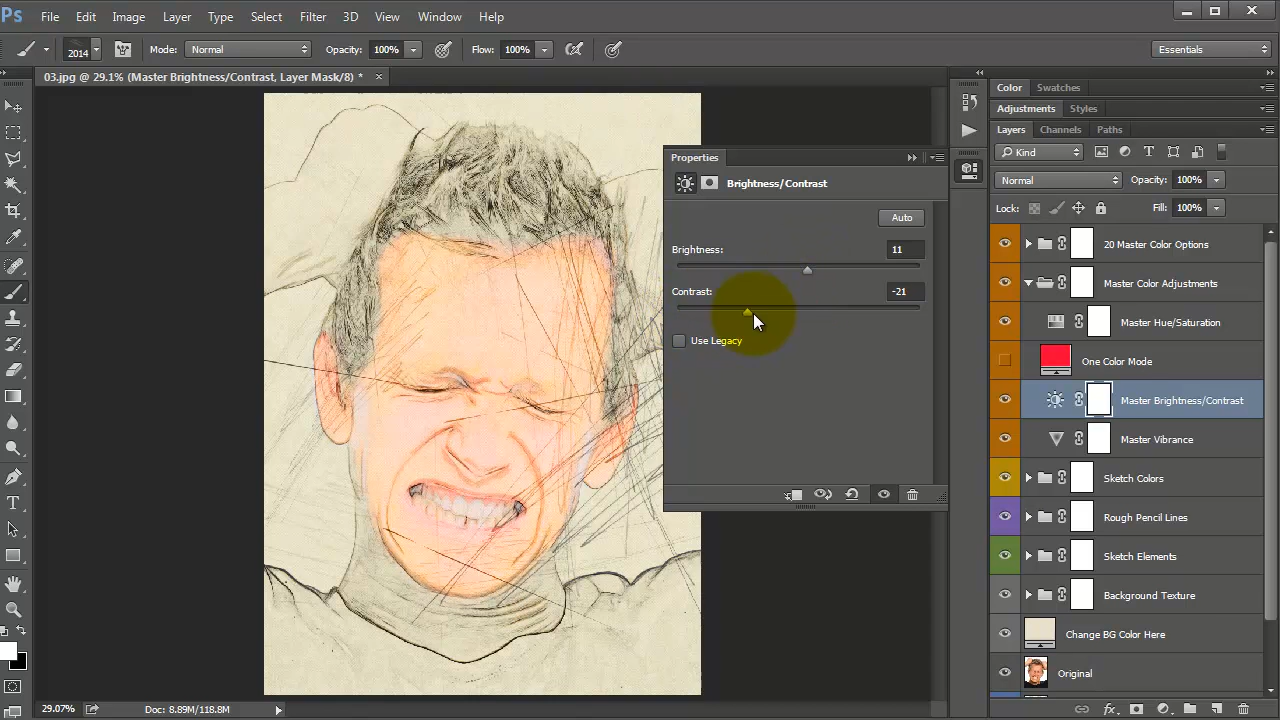 Ps File Edit Image Layer Type Select Filter 3D View Window Help
2014 Mode: Normal Opacity: 100% Flow: 100% Essentials
03.jpg @ 29.1% (Master Brightness/Contrast, Layer Mask/8) * ×
Color Swatches
Adjustments Styles
Layers Channels Paths
Kind
Normal Opacity: 100%
Lock: Fill: 100%
20 Master Color Options
Master Color Adjustments
Master Hue/Saturation
One Color Mode
Master Brightness/Contrast
Master Vibrance
Sketch Colors
Rough Pencil Lines
Sketch Elements
Background Texture
Change BG Color Here
Original
Properties
Brightness/Contrast
Auto
Brightness: 11
Contrast: -21
Use Legacy
29.07% Doc: 8.89M/118.8M